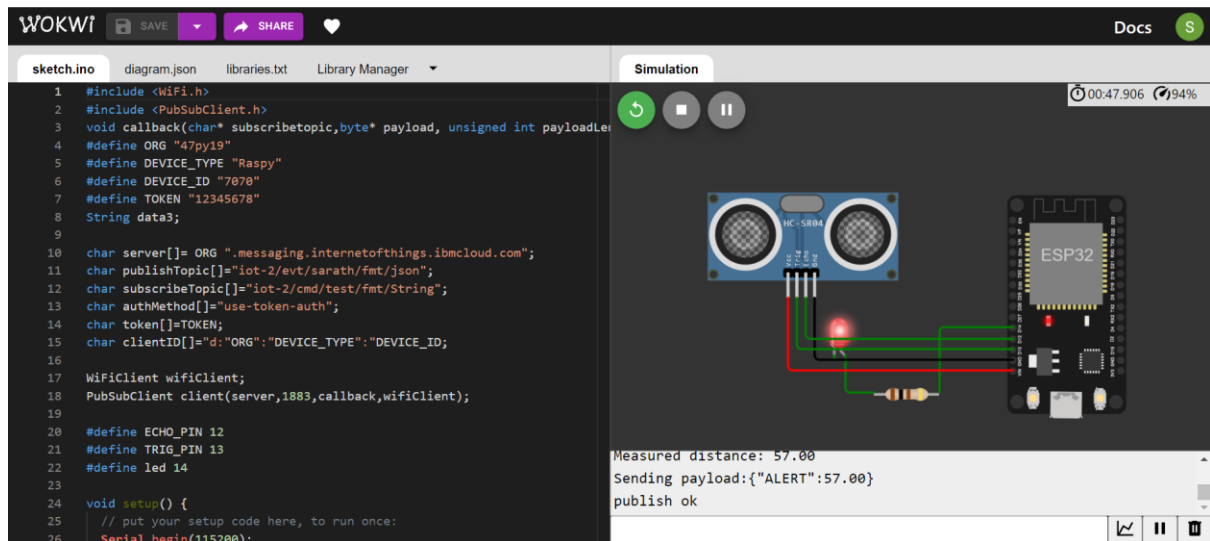 WOKWi SAVE SHARE Docs S
sketch.ino diagram.json libraries.txt Library Manager
1 #include <WiFi.h>
2 #include <PubSubClient.h>
3 void callback(char* subscribetopic,byte* payload, unsigned int payloadLe
4 #define ORG "47py19"
5 #define DEVICE_TYPE "Raspy"
6 #define DEVICE_ID "7070"
7 #define TOKEN "12345678"
8 String data3;
9
10 char server[]= ORG ".messaging.internetofthings.ibmcloud.com";
11 char publishTopic[]="iot-2/evt/sarath/fmt/json";
12 char subscribeTopic[]="iot-2/cmd/test/fmt/String";
13 char authMethod[]="use-token-auth";
14 char token[]=TOKEN;
15 char clientID[]="d:"ORG":"DEVICE_TYPE":"DEVICE_ID;
16
17 WiFiClient wifiClient;
18 PubSubClient client(server,1883,callback,wifiClient);
19
20 #define ECHO_PIN 12
21 #define TRIG_PIN 13
22 #define led 14
23
24 void setup() {
25 // put your setup code here, to run once:
26 Serial.begin(115200);
Simulation
00:47.906 94%
HC-SR04
Vcc
Trig
Echo
Gnd
ESP32
Measured distance: 57.00
Sending payload:{"ALERT":57.00}
publish ok